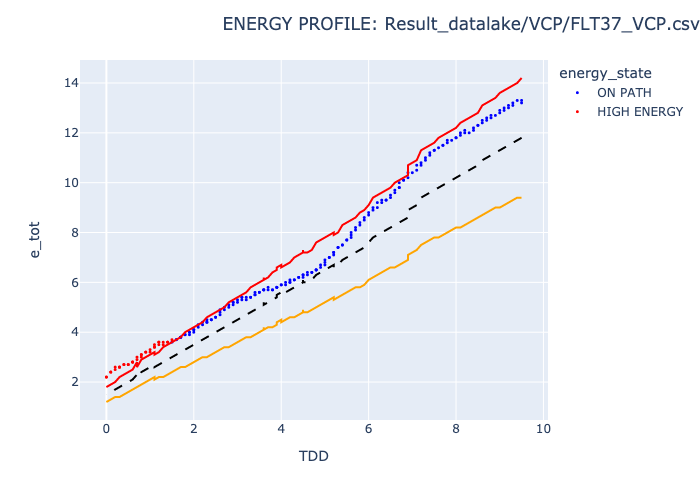 ENERGY PROFILE: Result_datalake/VCP/FLT37_VCP.csv
energy_state
ON PATH
HIGH ENERGY
e_tot
14
12
10
8
6
4
2
0
2
4
6
8
10
TDD